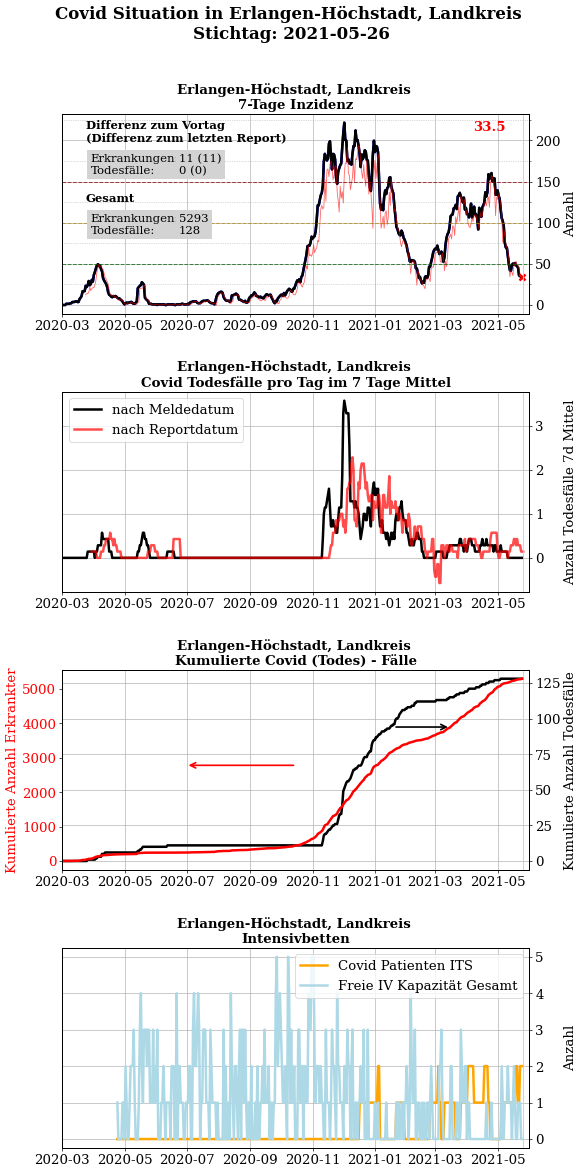 Covid Situation in Erlangen-Höchstadt, Landkreis
Stichtag: 2021-05-26
Erlangen-Höchstadt, Landkreis
7-Tage Inzidenz
Differenz zum Vortag
(Differenz zum letzten Report)
Erkrankungen 11 (11)
Todesfälle: 0 (0)
Gesamt
Erkrankungen 5293
Todesfälle: 128
33.5
200
150
100
50
0
Anzahl
2020-03 2020-05 2020-07 2020-09 2020-11 2021-01 2021-03 2021-05
Erlangen-Höchstadt, Landkreis
Covid Todesfälle pro Tag im 7 Tage Mittel
nach Meldedatum
nach Reportdatum
3
2
1
0
Anzahl Todesfälle 7d Mittel
2020-03 2020-05 2020-07 2020-09 2020-11 2021-01 2021-03 2021-05
Erlangen-Höchstadt, Landkreis
Kumulierte Covid (Todes) - Fälle
Kumulierte Anzahl Erkrankter
5000
4000
3000
2000
1000
0
125
100
75
50
25
0
Kumulierte Anzahl Todesfälle
2020-03 2020-05 2020-07 2020-09 2020-11 2021-01 2021-03 2021-05
Erlangen-Höchstadt, Landkreis
Intensivbetten
Covid Patienten ITS
Freie IV Kapazität Gesamt
5
4
3
2
1
0
Anzahl
2020-03 2020-05 2020-07 2020-09 2020-11 2021-01 2021-03 2021-05